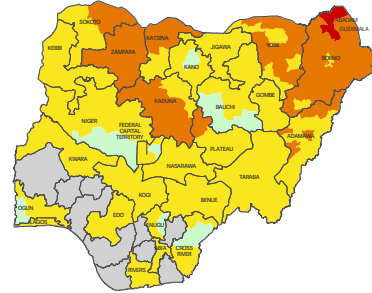 SOKOTO
ABADAM
GUZAMALA
KATSINA
KEBBI
ZAMFARA
JIGAWA
YOBE
BORNO
KANO
KADUNA
BAUCHI
GOMBE
NIGER
FEDERAL
CAPITAL
TERRITORY
ADAMAWA
PLATEAU
KWARA
NASARAWA
TARABA
KOGI
BENUE
OGUN
LAGOS
EDO
ENUGU
ABIA
CROSS
RIVER
RIVERS